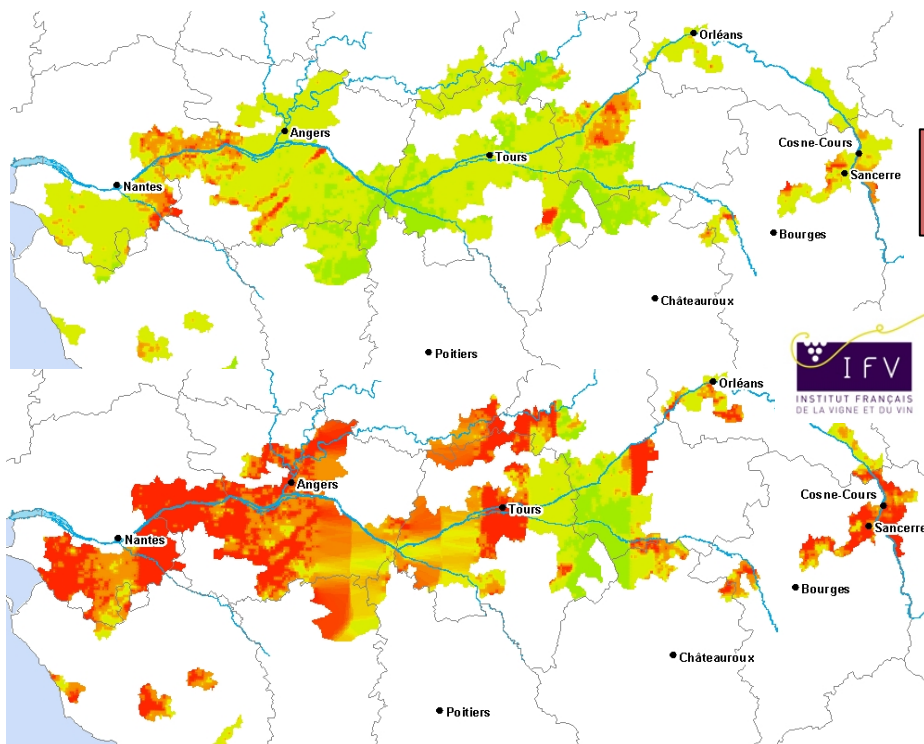 Orléans
Angers
Cosne-Cours
Tours
Sancerre
Nantes
Bourges
Châteauroux
Poitiers
IFV
INSTITUT FRANÇAIS
DE LA VIGNE ET DU VIN
Orléans
Angers
Cosne-Cours
Tours
Sancerre
Nantes
Bourges
Châteauroux
Poitiers